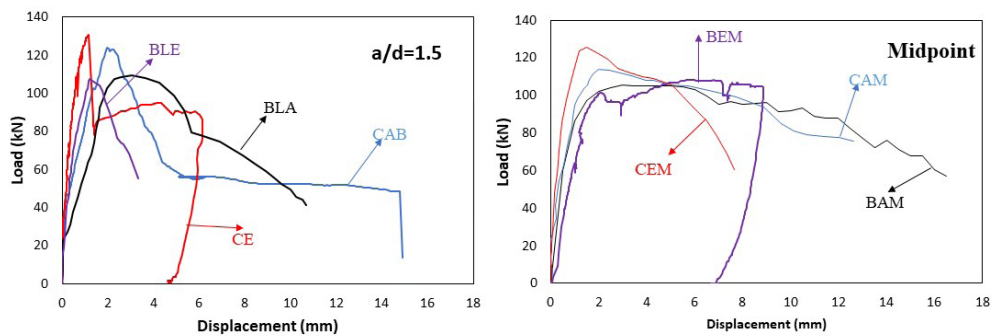 140
120
100
80
60
40
20
0
Load (kN)
a/d=1.5
BLE
BLA
CAB
CE
0 2 4 6 8 10 12 14 16 18
Displacement (mm)
140
120
100
80
60
40
20
0
Load (kN)
BEM
Midpoint
CAM
CEM
BAM
0 2 4 6 8 10 12 14 16 18
Displacement (mm)